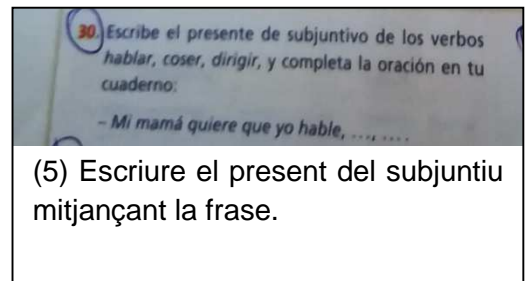 30. Escribe el presente de subjuntivo de los verbos
hablar, coser, dirigir, y completa la oración en tu
cuaderno:
– Mi mamá quiere que yo hable, ..., ....
(5) Escriure el present del subjuntiu
mitjançant la frase.